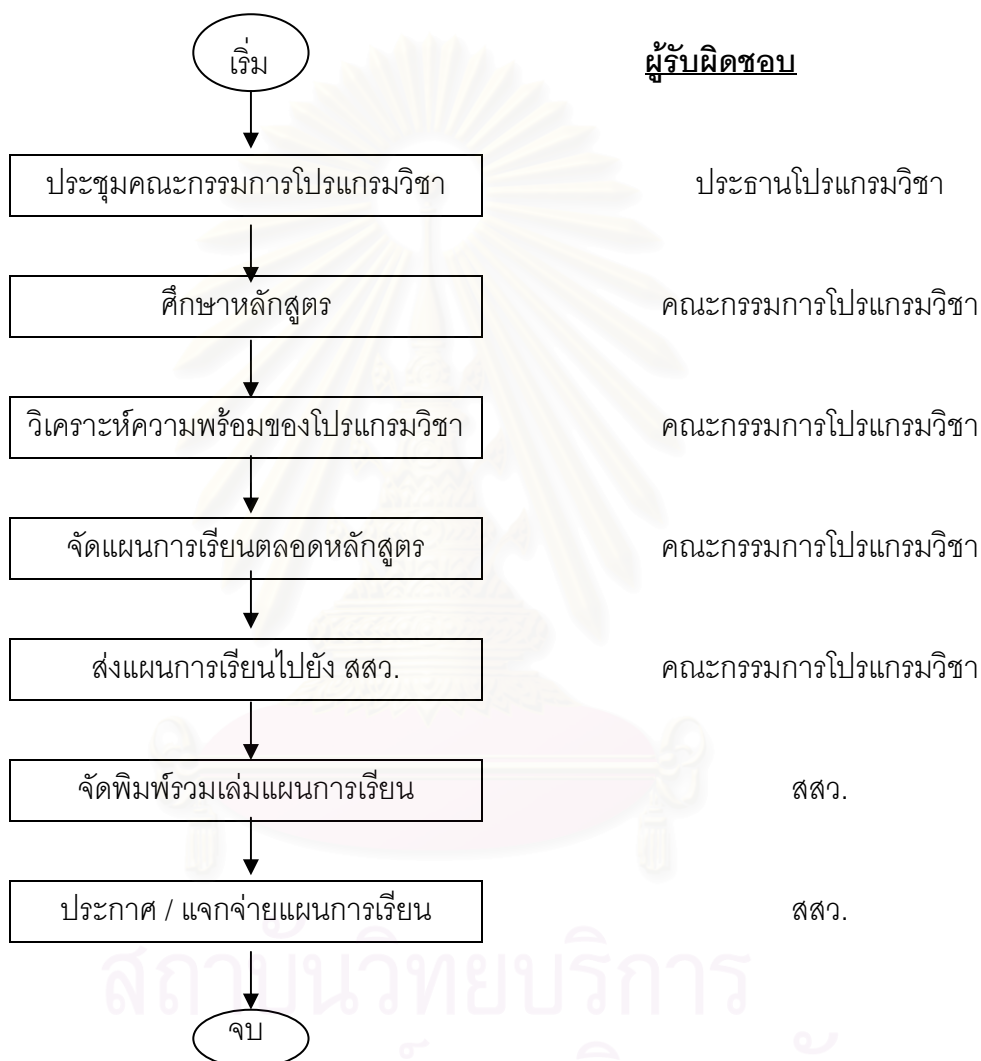 เริ่ม
ผู้รับผิดชอบ
ประชุมคณะกรรมการโปรแกรมวิชา
ประธานโปรแกรมวิชา
ศึกษาหลักสูตร
คณะกรรมการโปรแกรมวิชา
วิเคราะห์ความพร้อมของโปรแกรมวิชา
คณะกรรมการโปรแกรมวิชา
จัดแผนการเรียนตลอดหลักสูตร
คณะกรรมการโปรแกรมวิชา
ส่งแผนการเรียนไปยัง สสว.
คณะกรรมการโปรแกรมวิชา
จัดพิมพ์รวมเล่มแผนการเรียน
สสว.
ประกาศ / แจกจ่ายแผนการเรียน
สสว.
สถาบันวิทยบริการ
จบ